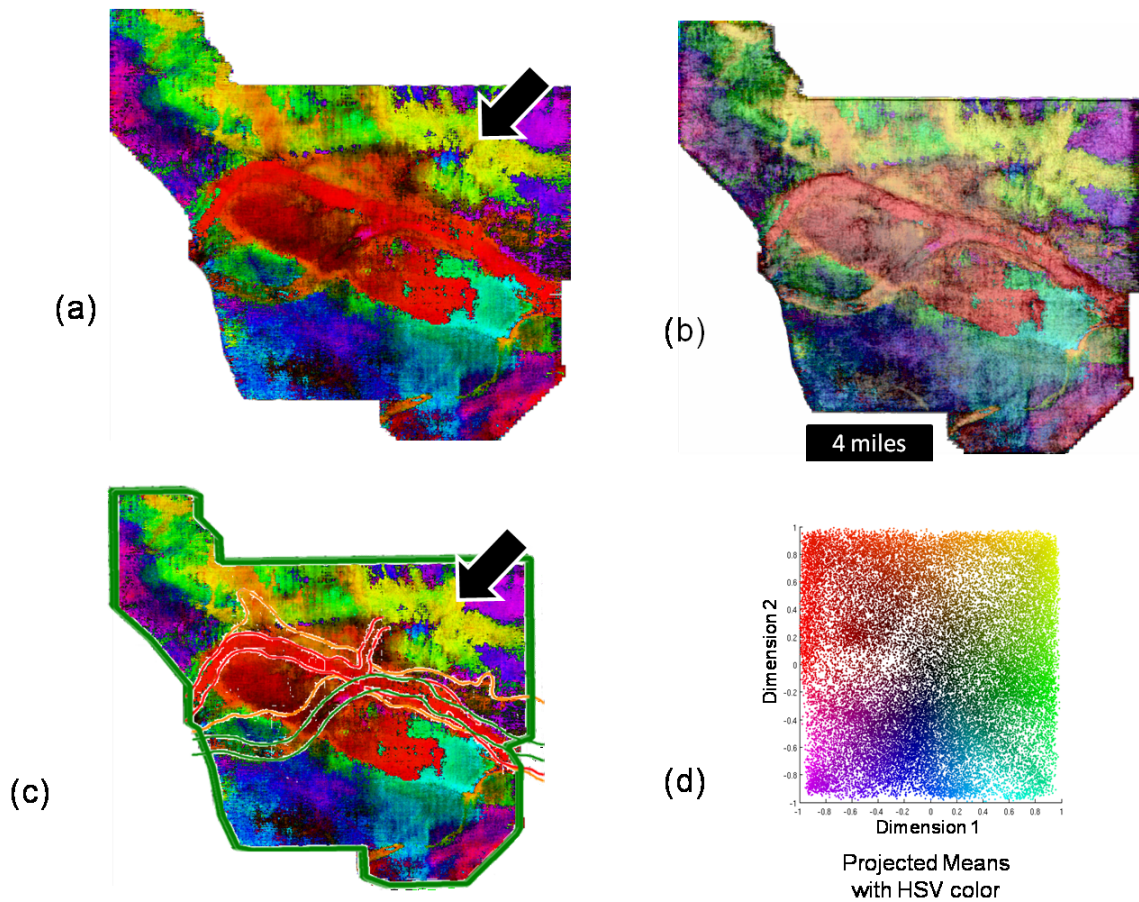 (a)
(b)
4 miles
(c)
(d)
Dimension 2
1
0.8
0.6
0.4
0.2
0
-0.2
-0.4
-0.6
-0.8
-1
-1 -0.8 -0.6 -0.4 -0.2 0 0.2 0.4 0.6 0.8 1
Dimension 1
Projected Means
with HSV color